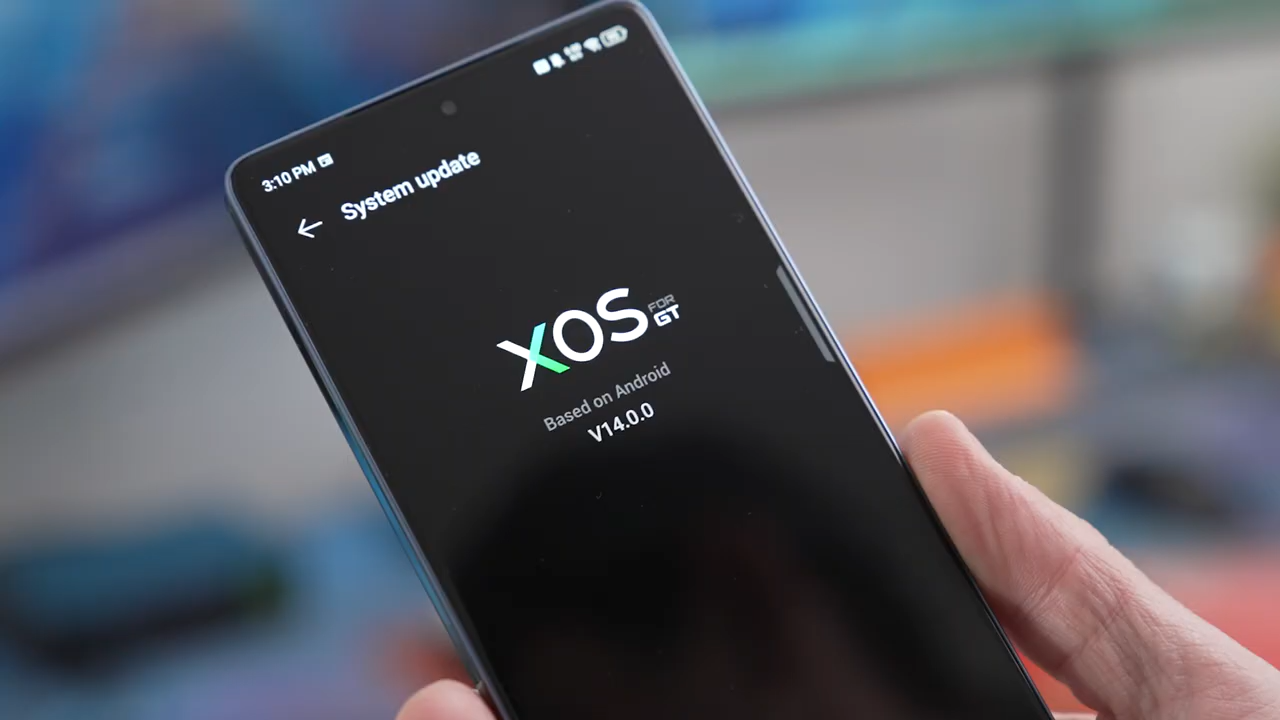 3:10 PM
System update
XOS FOR GT
Based on Android
V14.0.0